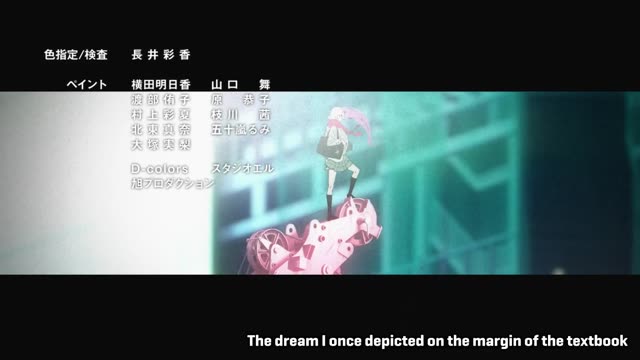 色指定/検査 長井彩香
ペイント 横田明日香 山口 舞
渡部侑子 原 恭子
村上彩夏 枝川 茜
北東真奈 五十嵐るみ
大塚実梨
D-colors スタジオエル
旭プロダクション
The dream I once depicted on the margin of the textbook